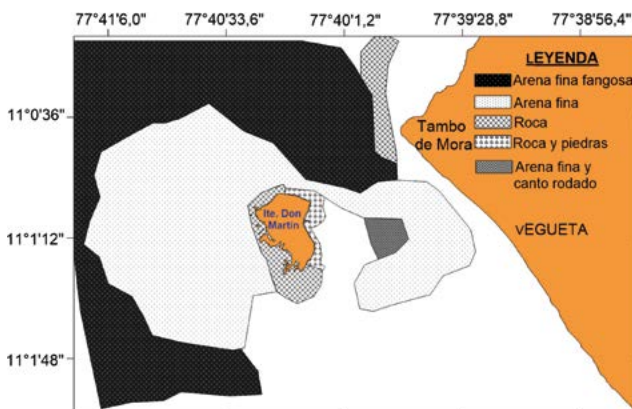 77°41'16,0" 77°40'33,6 77°40'1,2" 77°39'28,8" 77°38'56,4"
LEYENDA
Arena fina fangosa
Arena fina
Roca
Roca y piedras
Arena fina y
canto rodado
11°0'36"
Tambo
de Mora
Ite. Don
Martín
11°1'12"
VEGUETA
11°1'48"